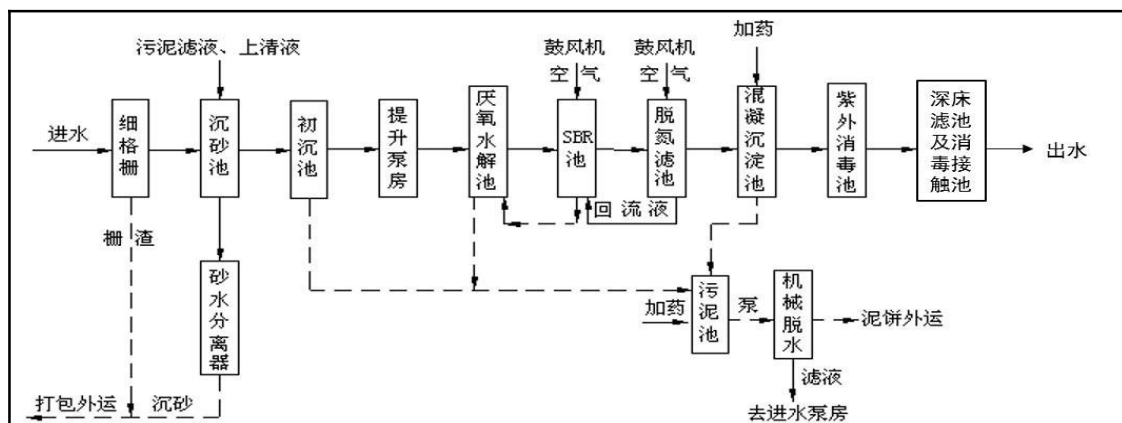 污泥滤液、上清液
鼓风机
空气
鼓风机
空气
加药
进水
细格栅
沉砂池
初沉池
提升泵房
厌氧水解池
SBR池
脱氮滤池
混凝沉淀池
紫外消毒池
深床滤池及消毒接触池
出水
回流液
栅渣
砂水分离器
加药
污泥池
泵
机械脱水
泥饼外运
滤液
去进水泵房
打包外运
沉砂